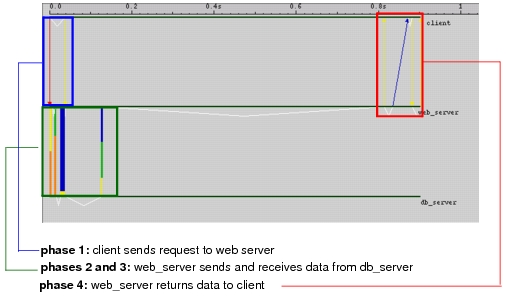 0.0 0.2 0.4s 0.6 0.8s 1
client
web_server
db_server
phase 1: client sends request to web server
phases 2 and 3: web_server sends and receives data from db_server
phase 4: web_server returns data to client